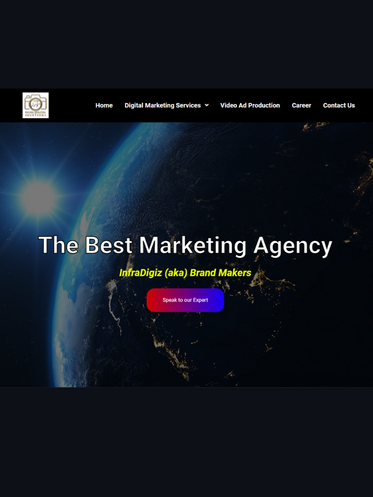 Home Digital Marketing Services Video Ad Production Career Contact Us
The Best Marketing Agency
InfraDigiz (aka) Brand Makers
Speak to our Expert